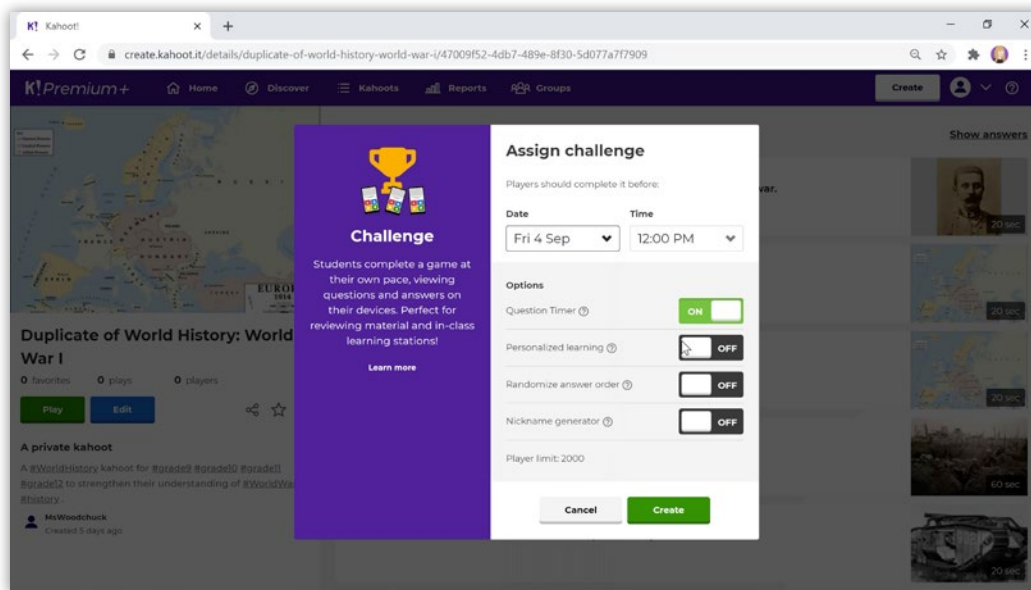 K! Kahoot!
create.kahoot.it/details/duplicate-of-world-history-world-war-i/47009f52-4db7-489e-8f30-5d077a7f7909
K! Premium+ Home Discover Kahoots Reports Groups Create
Show answers
war.
20 sec
20 sec
20 sec
60 sec
20 sec
EUROP
1914
Duplicate of World History: World
War I
0 favorites 0 plays 0 players
Play Edit
A private kahoot
A #WorldHistory kahoot for #grade9 #grade10 #grade11
#grade12 to strengthen their understanding of #WorldWar
#history .
MsWoodchuck
Created 5 days ago
Challenge
Students complete a game at
their own pace, viewing
questions and answers on
their devices. Perfect for
reviewing material and in-class
learning stations!
Learn more
Assign challenge
Players should complete it before:
Date Time
Fri 4 Sep 12:00 PM
Options
Question Timer ON
Personalized learning OFF
Randomize answer order OFF
Nickname generator OFF
Player limit: 2000
Cancel Create